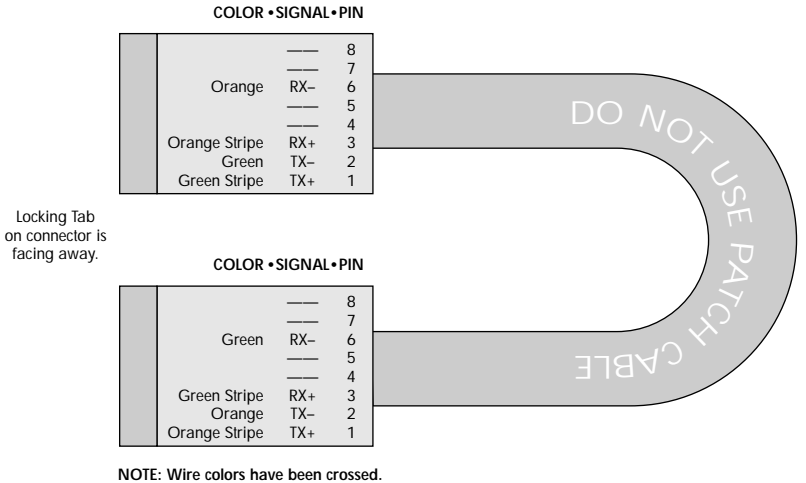 COLOR • SIGNAL • PIN
—— 8
—— 7
Orange RX– 6
—— 5
—— 4
Orange Stripe RX+ 3
Green TX– 2
Green Stripe TX+ 1
Locking Tab
on connector is
facing away.
DO NOT USE PATCH CABLE
COLOR • SIGNAL • PIN
—— 8
—— 7
Green RX– 6
—— 5
—— 4
Green Stripe RX+ 3
Orange TX– 2
Orange Stripe TX+ 1
NOTE: Wire colors have been crossed.